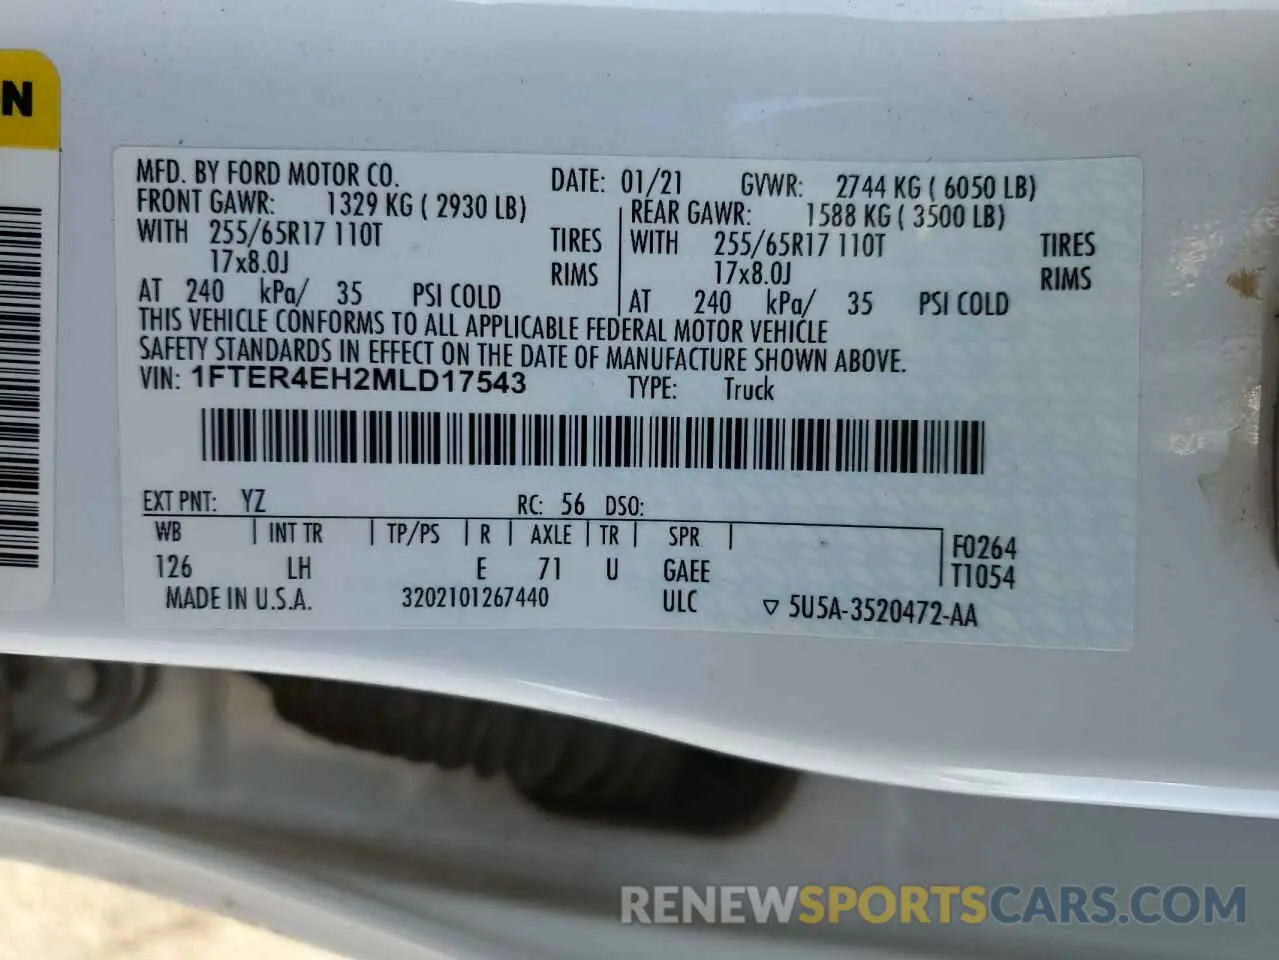 N
MFD. BY FORD MOTOR CO. DATE: 01/21 GVWR: 2744 KG ( 6050 LB)
FRONT GAWR: 1329 KG ( 2930 LB) REAR GAWR: 1588 KG ( 3500 LB)
WITH 255/65R17 110T TIRES WITH 255/65R17 110T TIRES
17x8.0J RIMS 17x8.0J RIMS
AT 240 kPa/ 35 PSI COLD AT 240 kPa/ 35 PSI COLD
THIS VEHICLE CONFORMS TO ALL APPLICABLE FEDERAL MOTOR VEHICLE
SAFETY STANDARDS IN EFFECT ON THE DATE OF MANUFACTURE SHOWN ABOVE.
VIN: 1FTER4EH2MLD17543 TYPE: Truck
EXT PNT: YZ RC: 56 DSO:
WB INT TR TP/PS R AXLE TR SPR F0264
126 LH E 71 U GAEE T1054
MADE IN U.S.A. 3202101267440 ULC ▽ 5U5A-3520472-AA
RENEWSPORTSCARS.COM